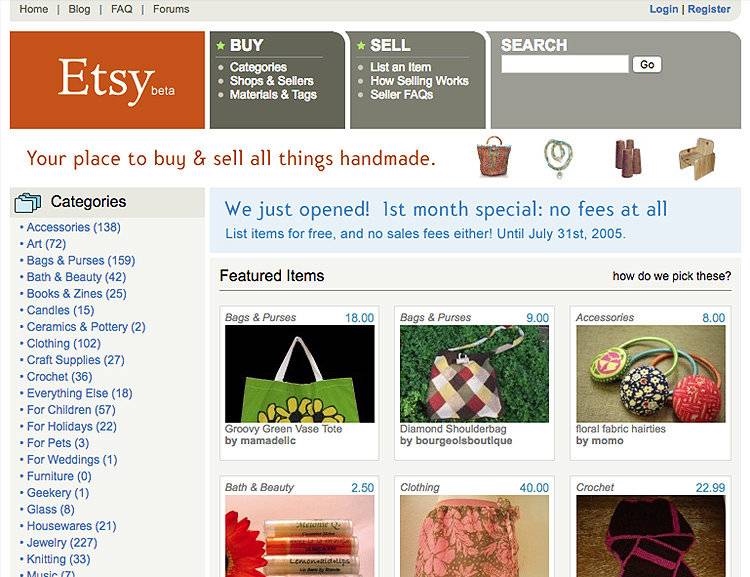 Home | Blog | FAQ | Forums
Login | Register
Etsy beta
BUY
Categories
Shops & Sellers
Materials & Tags
SELL
List an Item
How Selling Works
Seller FAQs
SEARCH
Go
Your place to buy & sell all things handmade.
Categories
• Accessories (138)
• Art (72)
• Bags & Purses (159)
• Bath & Beauty (42)
• Books & Zines (25)
• Candles (15)
• Ceramics & Pottery (2)
• Clothing (102)
• Craft Supplies (27)
• Crochet (36)
• Everything Else (18)
• For Children (57)
• For Holidays (22)
• For Pets (3)
• For Weddings (1)
• Furniture (0)
• Geekery (1)
• Glass (8)
• Housewares (21)
• Jewelry (227)
• Knitting (33)
• Music (7)
We just opened! 1st month special: no fees at all
List items for free, and no sales fees either! Until July 31st, 2005.
Featured Items
how do we pick these?
Bags & Purses 18.00
Groovy Green Vase Tote
by mamadelic
Bags & Purses 9.00
Diamond Shoulderbag
by bourgeoisboutique
Accessories 8.00
floral fabric hairties
by momo
Bath & Beauty 2.50
Melonie Q.
Clothing 40.00
Crochet 22.99